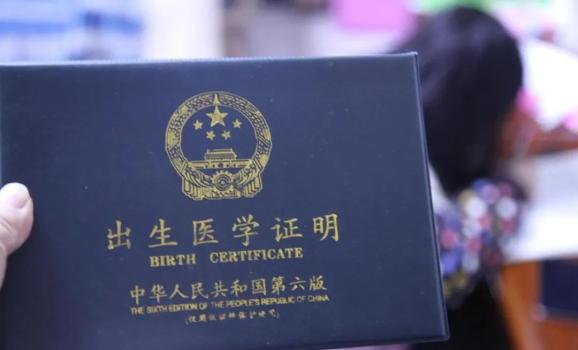 出生医学证明
BIRTH CERTIFICATE
中华人民共和国第六版
THE SIXTH EDITION OF THE PEOPLE'S REPUBLIC OF CHINA